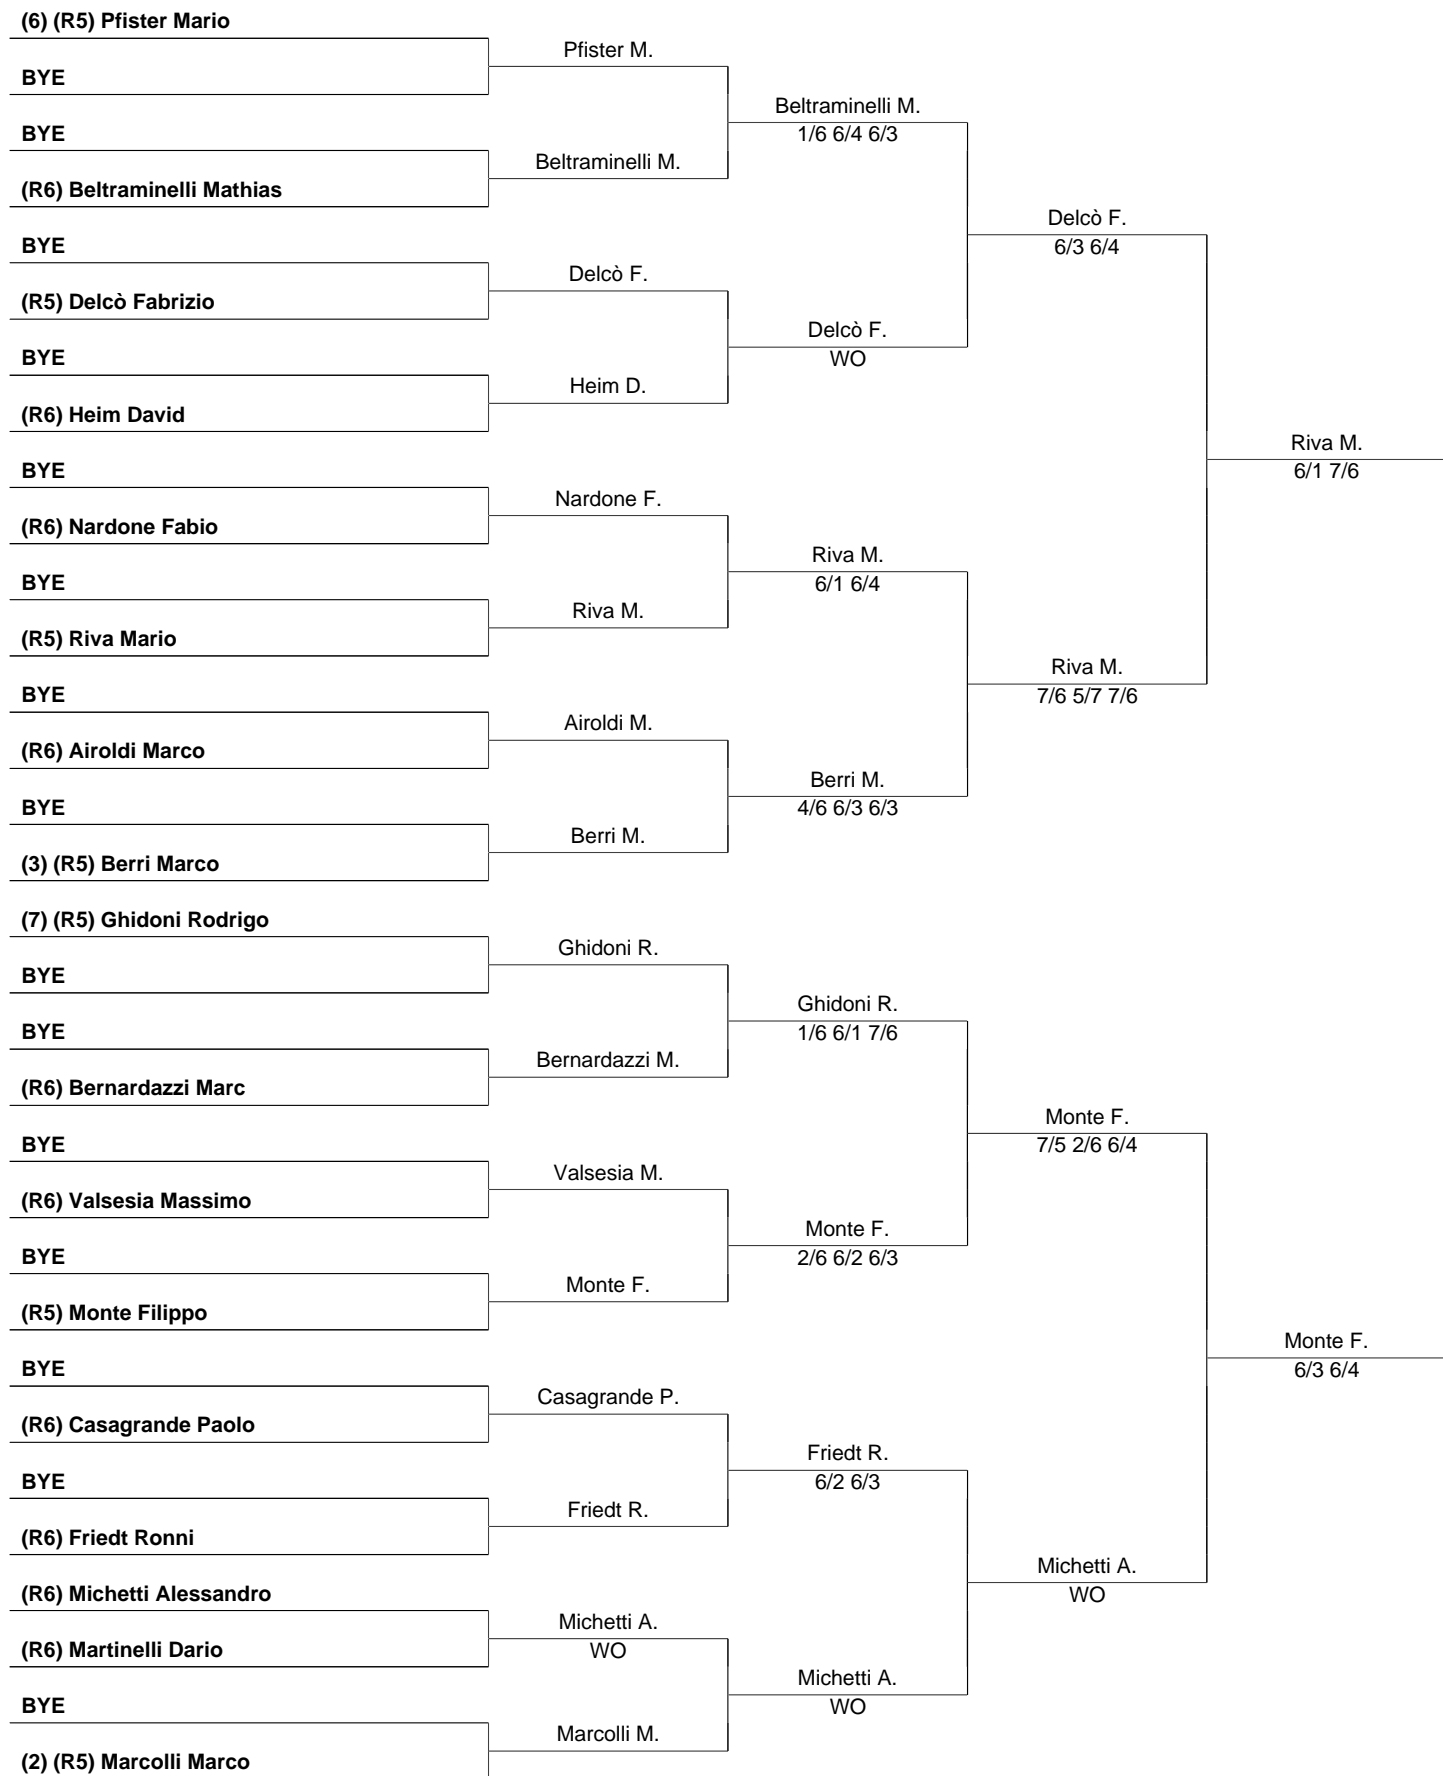 (6) (R5) Pfister Mario
Pfister M.
BYE
Beltraminelli M.
1/6 6/4 6/3
BYE
Beltraminelli M.
(R6) Beltraminelli Mathias
Delcò F.
6/3 6/4
BYE
Delcò F.
(R5) Delcò Fabrizio
Delcò F.
WO
BYE
Heim D.
(R6) Heim David
Riva M.
6/1 7/6
BYE
Nardone F.
(R6) Nardone Fabio
Riva M.
6/1 6/4
BYE
Riva M.
(R5) Riva Mario
Riva M.
7/6 5/7 7/6
BYE
Airoldi M.
(R6) Airoldi Marco
Berri M.
4/6 6/3 6/3
BYE
Berri M.
(3) (R5) Berri Marco
(7) (R5) Ghidoni Rodrigo
Ghidoni R.
BYE
Ghidoni R.
1/6 6/1 7/6
BYE
Bernardazzi M.
(R6) Bernardazzi Marc
Monte F.
7/5 2/6 6/4
BYE
Valsesia M.
(R6) Valsesia Massimo
Monte F.
2/6 6/2 6/3
BYE
Monte F.
(R5) Monte Filippo
Monte F.
6/3 6/4
BYE
Casagrande P.
(R6) Casagrande Paolo
Friedt R.
6/2 6/3
BYE
Friedt R.
(R6) Friedt Ronni
Michetti A.
WO
(R6) Michetti Alessandro
Michetti A.
WO
(R6) Martinelli Dario
Michetti A.
WO
BYE
Marcolli M.
(2) (R5) Marcolli Marco